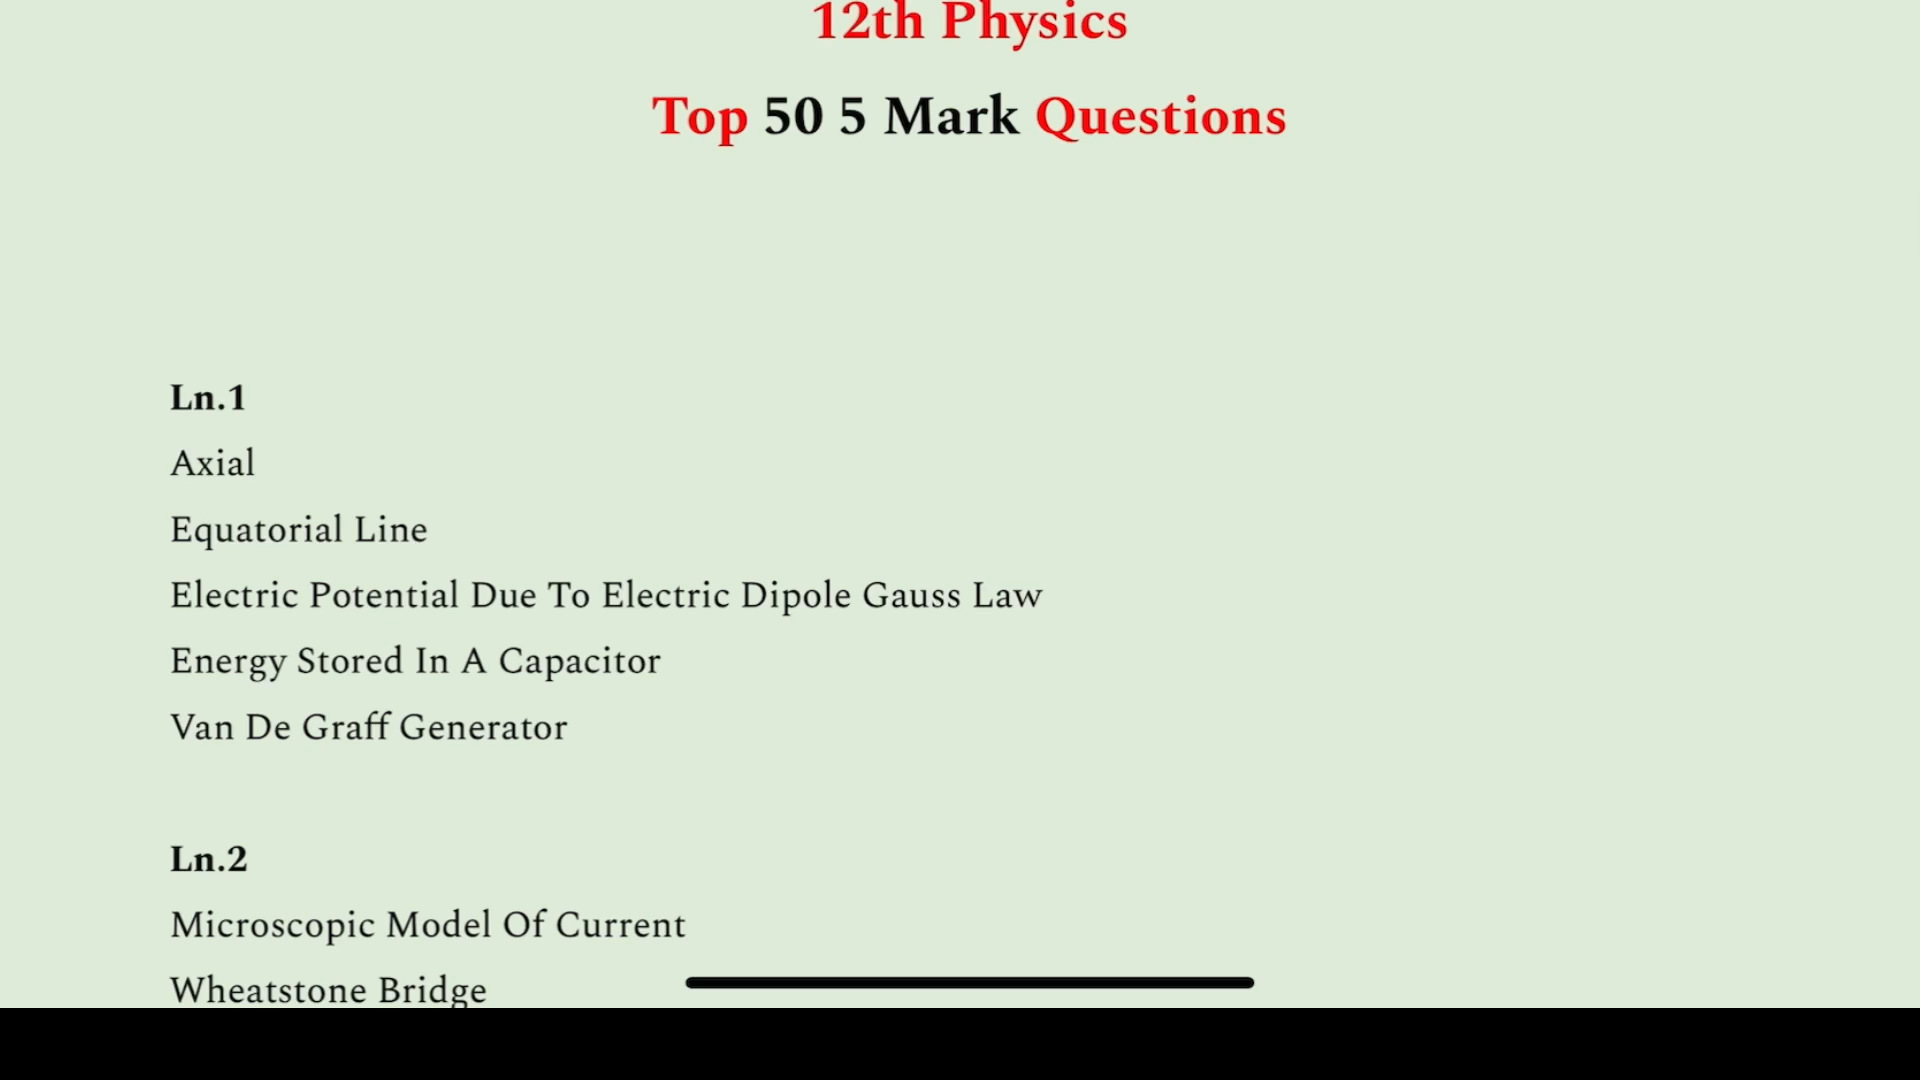 12th Physics
Top 50 5 Mark Questions
Ln.1
Axial
Equatorial Line
Electric Potential Due To Electric Dipole Gauss Law
Energy Stored In A Capacitor
Van De Graff Generator
Ln.2
Microscopic Model Of Current
Wheatstone Bridge